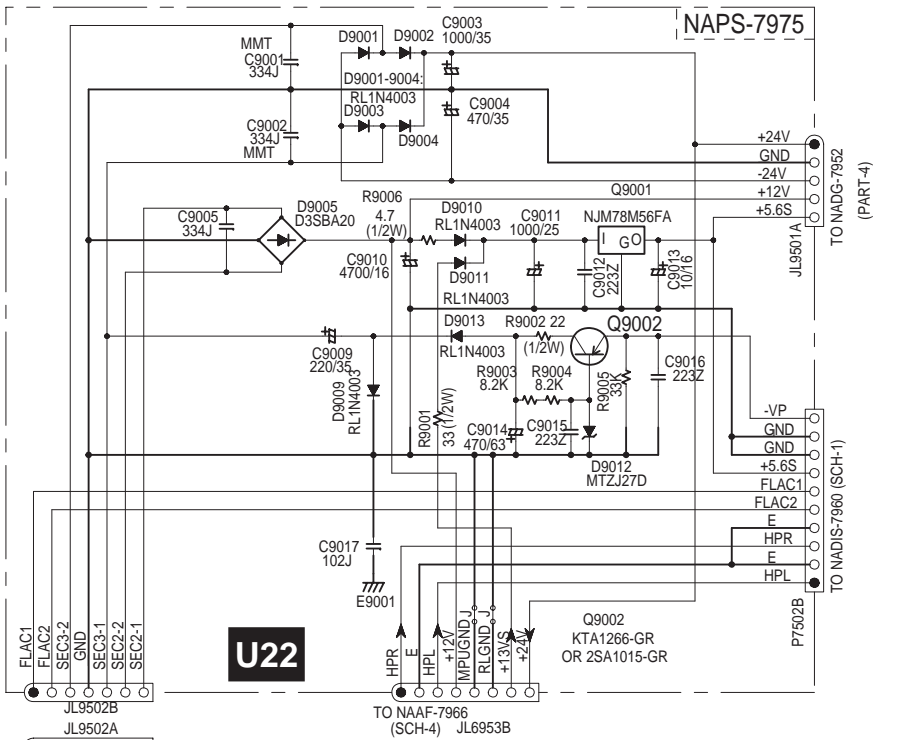 NAPS-7975
C9003
1000/35
D9001
D9002
MMT
C9001
334J
D9001-9004:
RL1N4003
D9003
C9004
470/35
C9002
334J
MMT
D9004
+24V
GND
-24V
+12V
+5.6S
TO NADG-7952
(PART-4)
JL9501A
R9006
4.7
(1/2W)
D9010
RL1N4003
C9011
1000/25
Q9001
NJM78M56FA
I
G
O
D9005
D3SBA20
C9005
334J
C9010
4700/16
D9011
RL1N4003
C9012
223Z
C9013
10/16
D9013
RL1N4003
R9002 22
(1/2W)
Q9002
C9009
220/35
D9009
RL1N4003
R9003
8.2K
R9004
8.2K
R9005
33K
C9016
223Z
R9001
33 (1/2W)
C9014
470/63
C9015
223Z
D9012
MTZJ27D
-VP
GND
GND
+5.6S
FLAC1
FLAC2
E
HPR
E
HPL
TO NADIS-7960 (SCH-1)
P7502B
C9017
102J
E9001
FLAC1
FLAC2
SEC3-2
GND
SEC3-1
SEC2-2
SEC2-1
U22
HPR
E
HPL
+12V
MPUGND J
RLGND J
+13VS
+24V
Q9002
KTA1266-GR
OR 2SA1015-GR
JL9502B
JL9502A
TO NAAF-7966
(SCH-4)
JL6953B